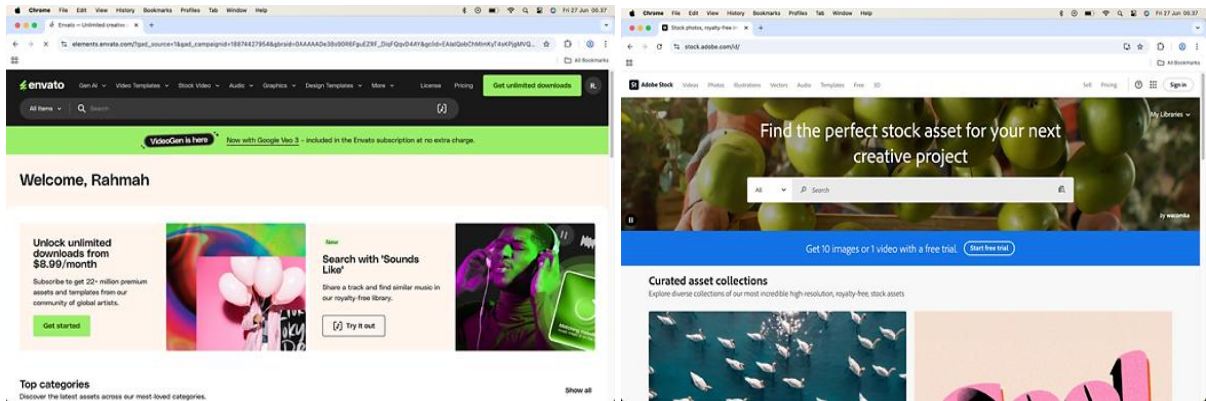 Chrome File Edit View History Bookmarks Profiles Tab Window Help
Fri 27 Jun 06.37
Envato — Unlimited creative
All Bookmarks
envato Gen AI Video Templates Stock Video Audio Graphics Design Templates More License Pricing Get unlimited downloads R.
All Items Search
VideoGen is here Now with Google Veo 3 – included in the Envato subscription at no extra charge.
Welcome, Rahmah
Unlock unlimited
downloads from
$8.99/month
Subscribe to get 22+ million premium
assets and templates from our
community of global artists.
Get started
New
Search with 'Sounds
Like'
Share a track and find similar music in
our royalty-free library.
Try it out
Top categories
Show all
Discover the latest assets across our most-loved categories.
Chrome File Edit View History Bookmarks Profiles Tab Window Help
Fri 27 Jun 06.37
Stock photos, royalty-free
stock.adobe.com/id/
All Bookmarks
St Adobe Stock Videos Photos Illustrations Vectors Audio Templates Free 3D Sell Pricing Sign in
My Libraries
Find the perfect stock asset for your next
creative project
All Search
by wacomka
Get 10 images or 1 video with a free trial. Start free trial
Curated asset collections
Explore diverse collections of our most incredible high-resolution, royalty-free, stock assets